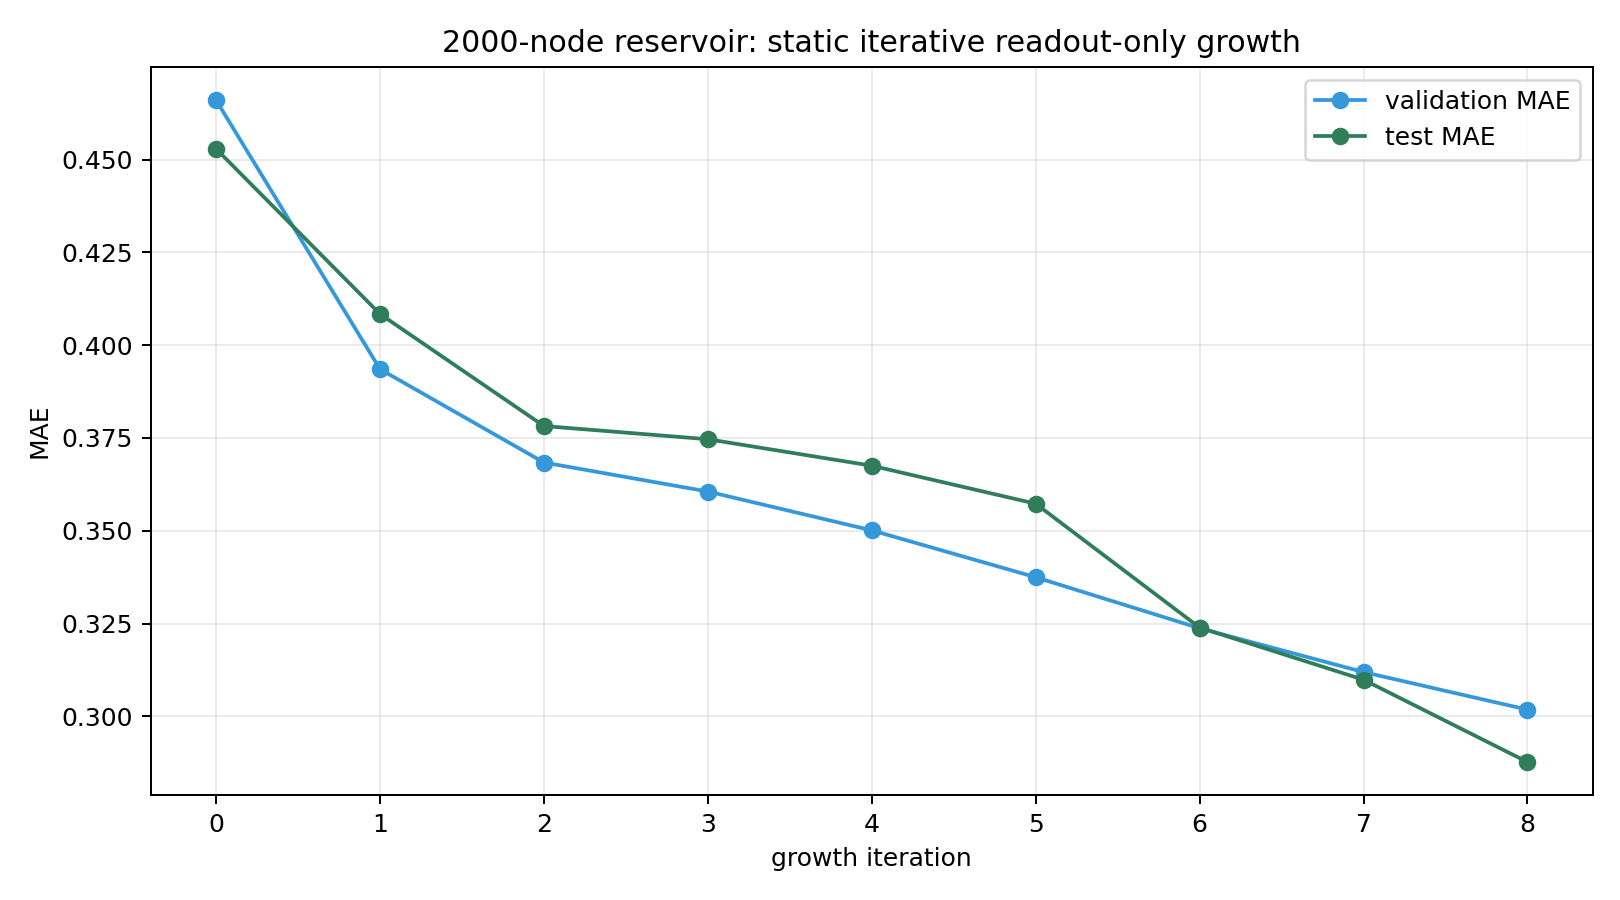 2000-node reservoir: static iterative readout-only growth
validation MAE
test MAE
MAE
0.450
0.425
0.400
0.375
0.350
0.325
0.300
0 1 2 3 4 5 6 7 8
growth iteration